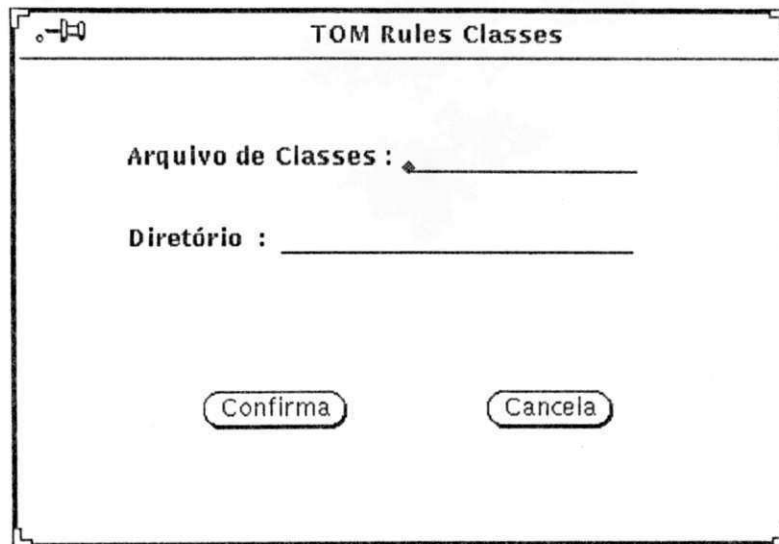 TOM Rules Classes
Arquivo de Classes :
Diretório :
Confirma Cancela